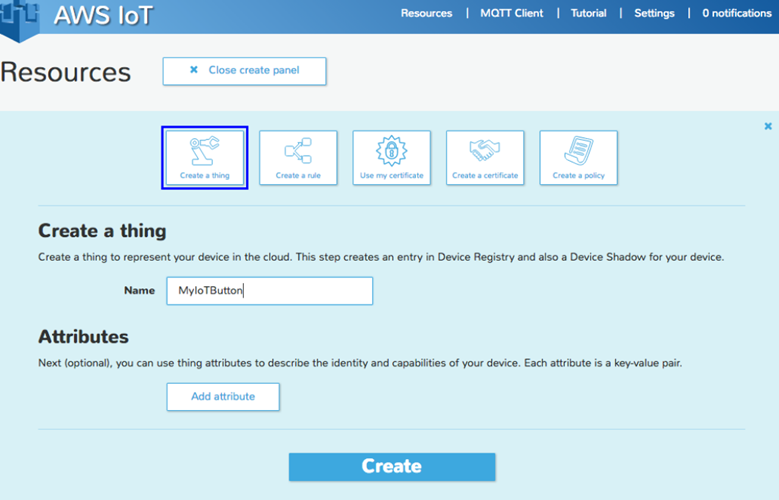 AWS IoT
Resources | MQTT Client | Tutorial | Settings | 0 notifications
Resources
× Close create panel
×
Create a thing
Create a rule
Use my certificate
Create a certificate
Create a policy
Create a thing
Create a thing to represent your device in the cloud. This step creates an entry in Device Registry and also a Device Shadow for your device.
Name MyIoTButton
Attributes
Next (optional), you can use thing attributes to describe the identity and capabilities of your device. Each attribute is a key-value pair.
Add attribute
Create